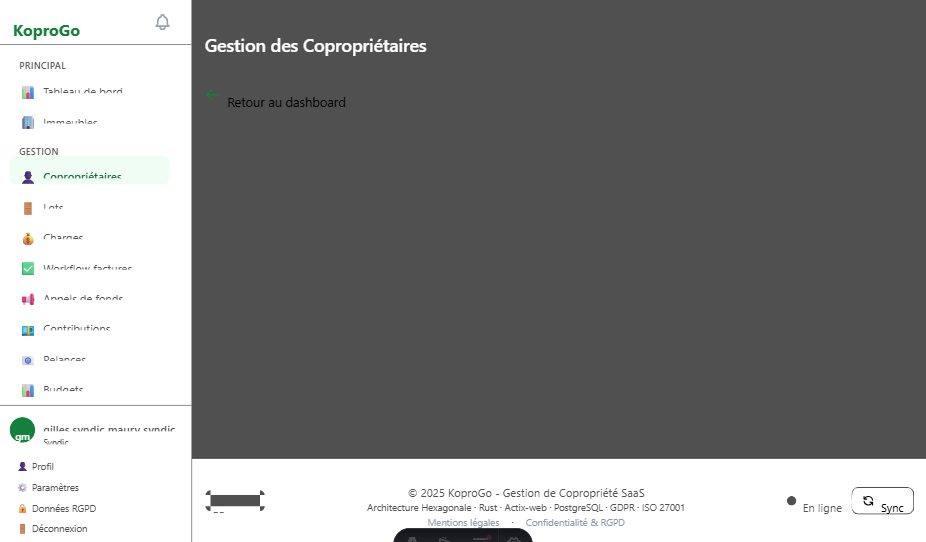 KoproGo
PRINCIPAL
Tableau de bord
Immeubles
GESTION
Copropriétaires
Lots
Charges
Workflow factures
Appels de fonds
Contributions
Relances
Budgets
gm
gilles syndic maury syndic
Syndic
Profil
Paramètres
Données RGPD
Déconnexion
Gestion des Copropriétaires
← Retour au dashboard
© 2025 KoproGo - Gestion de Copropriété SaaS
Architecture Hexagonale · Rust · Actix-web · PostgreSQL · GDPR · ISO 27001
Mentions légales · Confidentialité & RGPD
En ligne
Sync